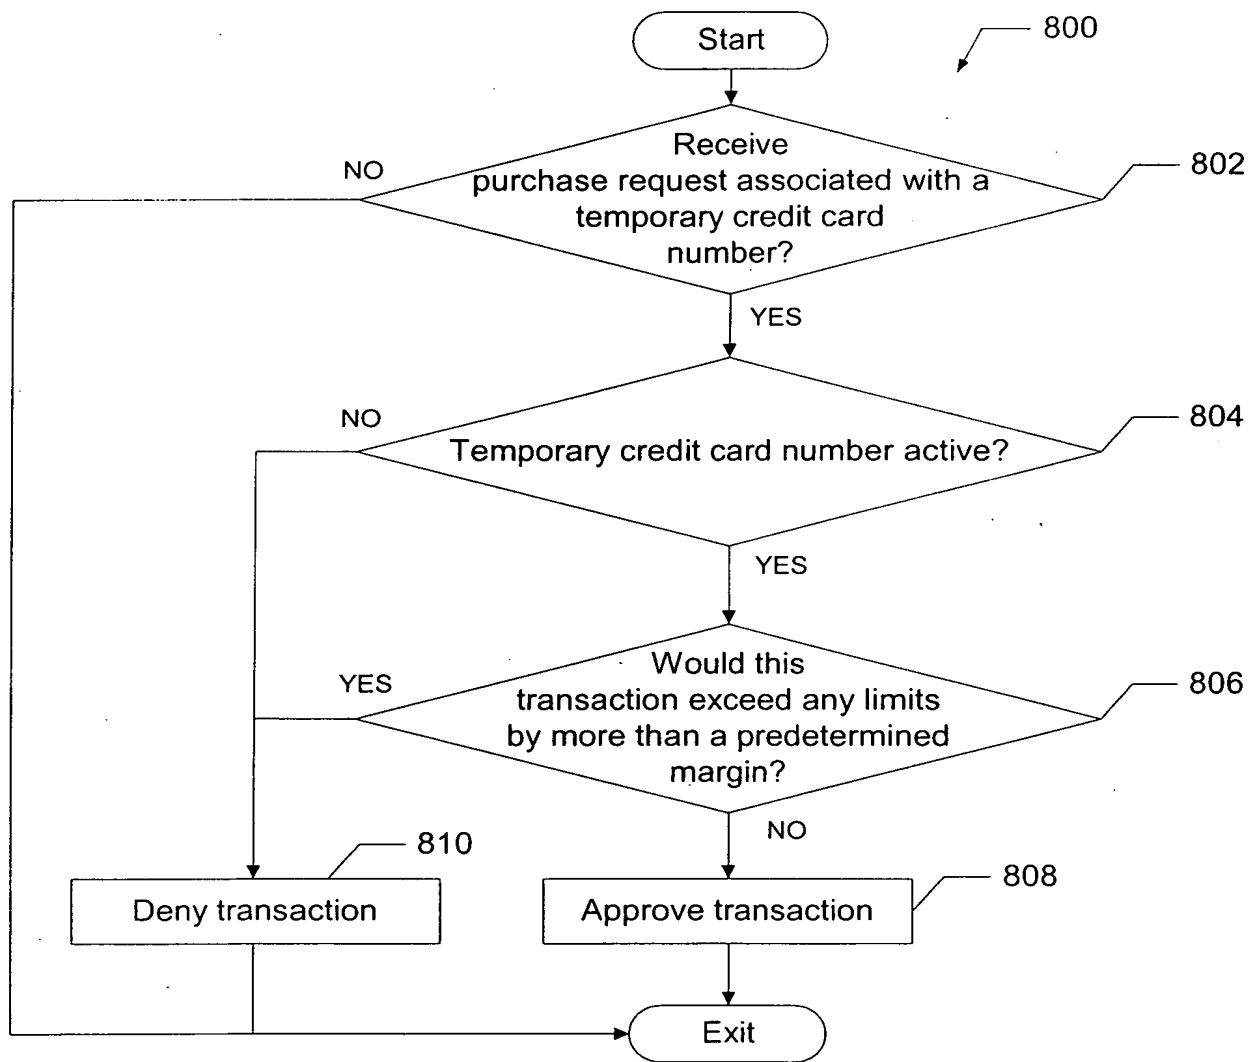 Start
800
Receive
purchase request associated with a
temporary credit card
number?
NO
802
YES
Temporary credit card number active?
NO
804
YES
Would this
transaction exceed any limits
by more than a predetermined
margin?
YES
806
NO
810
Deny transaction
Approve transaction
808
Exit